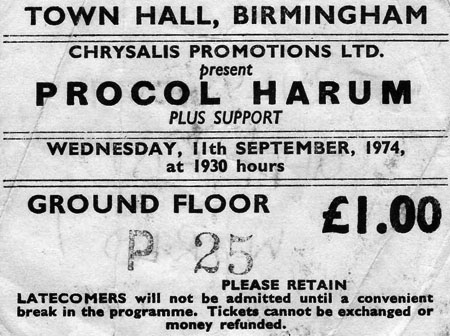 TOWN HALL, BIRMINGHAM
CHRYSALIS PROMOTIONS LTD.
present
PROCOL HARUM
PLUS SUPPORT
WEDNESDAY, 11th SEPTEMBER, 1974,
at 1930 hours
GROUND FLOOR £1.00
P 25
PLEASE RETAIN
LATECOMERS will not be admitted until a convenient
break in the programme. Tickets cannot be exchanged or
money refunded.